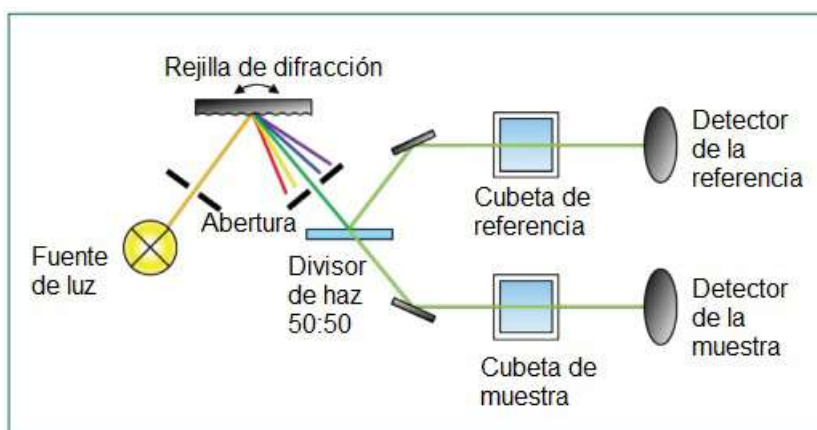 Rejilla de difracción
Abertura
Fuente
de luz
Divisor
de haz
50:50
Cubeta de
referencia
Detector
de la
referencia
Cubeta de
muestra
Detector
de la
muestra